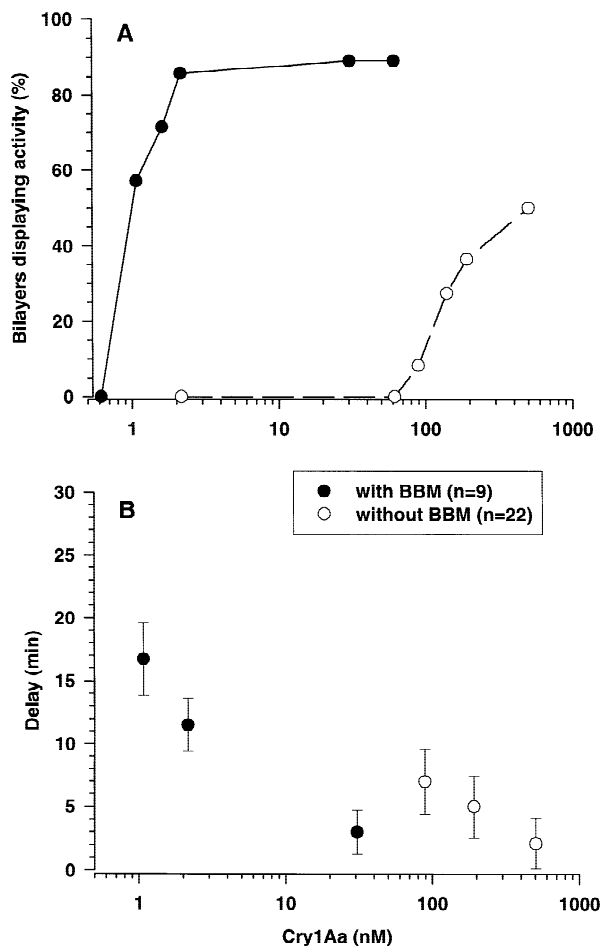 A
Bilayers displaying activity (%)
100
80
60
40
20
0
1 10 100 1000
with BBM (n=9)
without BBM (n=22)
B
Delay (min)
30
25
20
15
10
5
0
1 10 100 1000
Cry1Aa (nM)